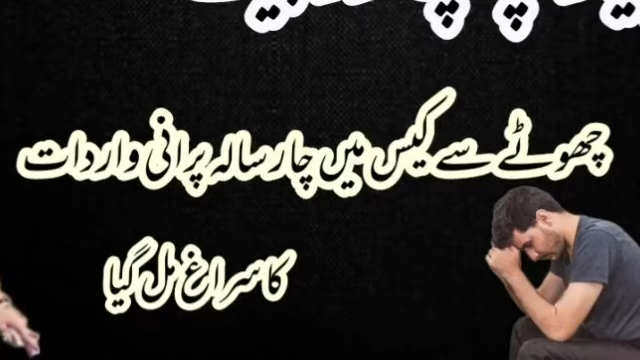 چھوٹے سے کیس میں چار سالہ پرانی واردات
کا سراغ مل گیا